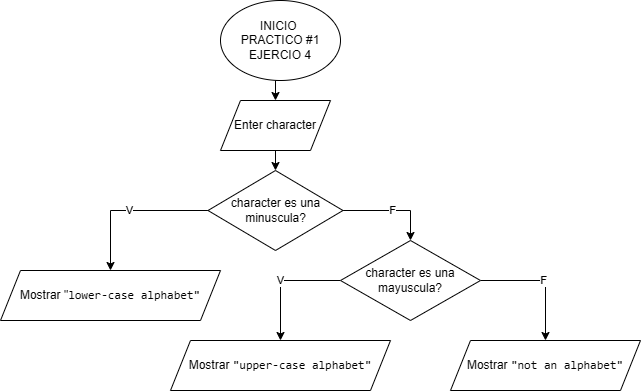 INICIO
PRACTICO #1
EJERCIO 4
Enter character
character es una
minuscula?
V
F
character es una
mayuscula?
Mostrar "lower-case alphabet"
V
F
Mostrar "upper-case alphabet"
Mostrar "not an alphabet"